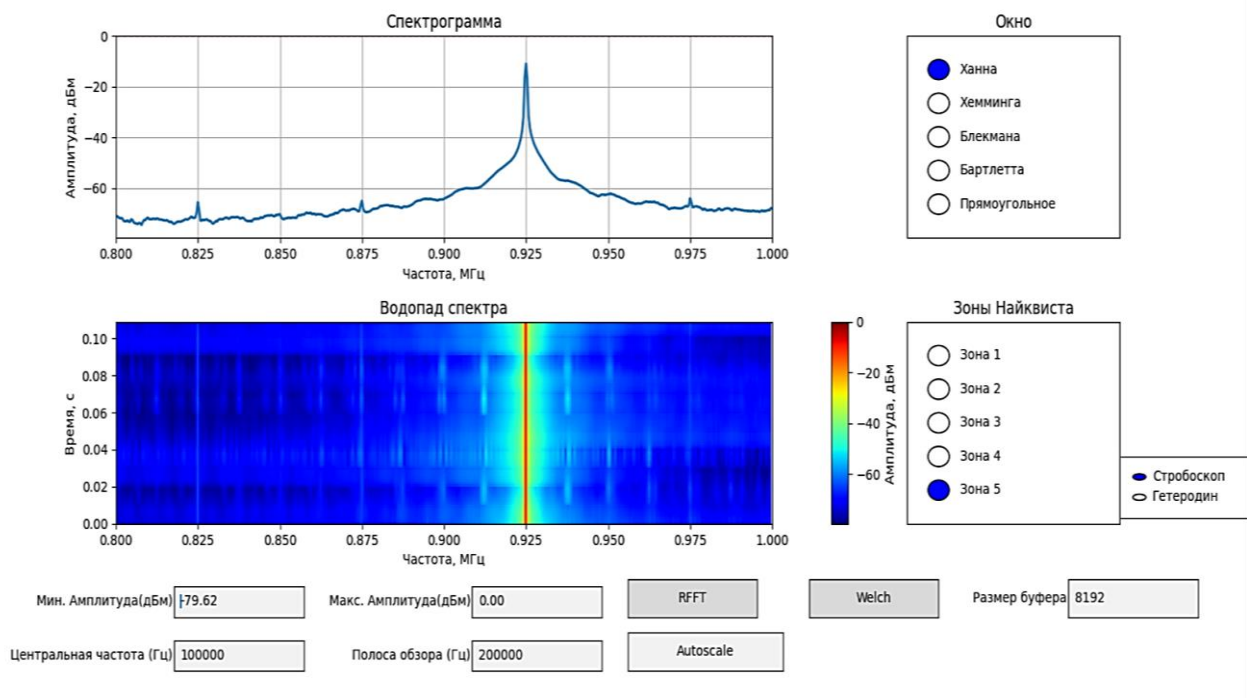 Спектрограмма
0
−20
−40
−60
Амплитуда, дБм
0.800 0.825 0.850 0.875 0.900 0.925 0.950 0.975 1.000
Частота, МГц
Окно
Ханна
Хемминга
Блекмана
Бартлетта
Прямоугольное
Водопад спектра
0.10
0.08
0.06
0.04
0.02
0.00
Время, с
0.800 0.825 0.850 0.875 0.900 0.925 0.950 0.975 1.000
Частота, МГц
0
−20
−40
−60
Амплитуда, дБм
Зоны Найквиста
Зона 1
Зона 2
Зона 3
Зона 4
Зона 5
Стробоскоп
Гетеродин
Мин. Амплитуда(дБм) -79.62
Макс. Амплитуда(дБм) 0.00
RFFT
Welch
Размер буфера 8192
Центральная частота (Гц) 100000
Полоса обзора (Гц) 200000
Autoscale